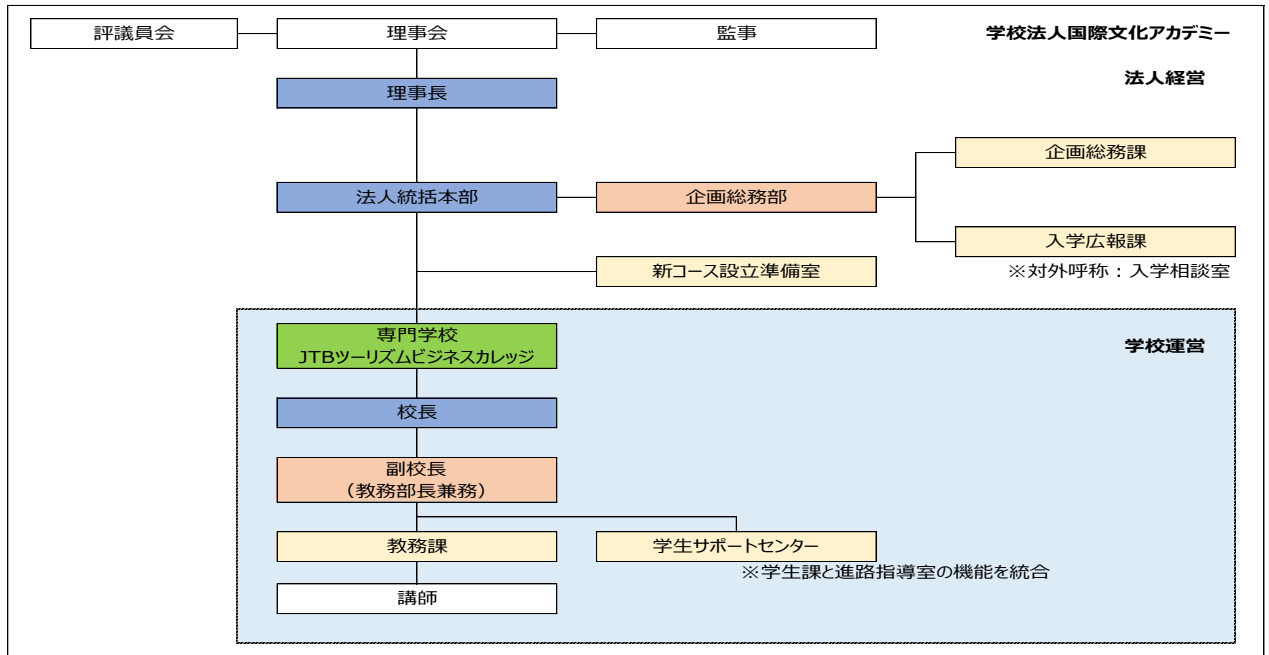 評議員会
理事会
監事
学校法人国際文化アカデミー
法人経営
理事長
企画総務課
法人統括本部
企画総務部
入学広報課
※対外呼称：入学相談室
新コース設立準備室
専門学校
JTBツーリズムビジネスカレッジ
学校運営
校長
副校長
（教務部長兼務）
教務課
学生サポートセンター
※学生課と進路指導室の機能を統合
講師